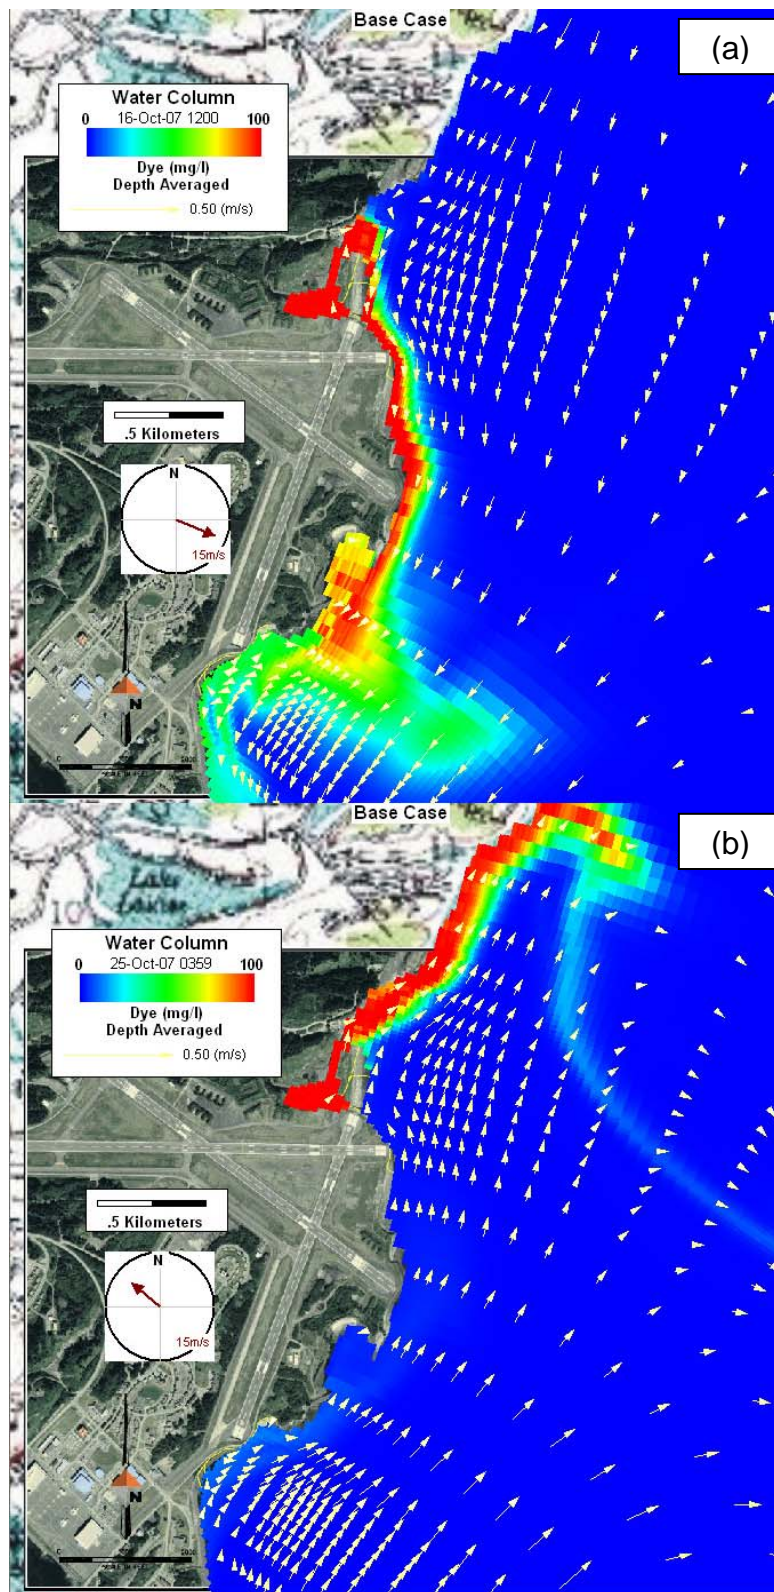 Base Case
(a)
Water Column
0 16-Oct-07 1200 100
Dye (mg/l)
Depth Averaged
0.50 (m/s)
.5 Kilometers
N
15m/s
N
Base Case
(b)
Water Column
0 25-Oct-07 0359 100
Dye (mg/l)
Depth Averaged
0.50 (m/s)
.5 Kilometers
N
15m/s
N